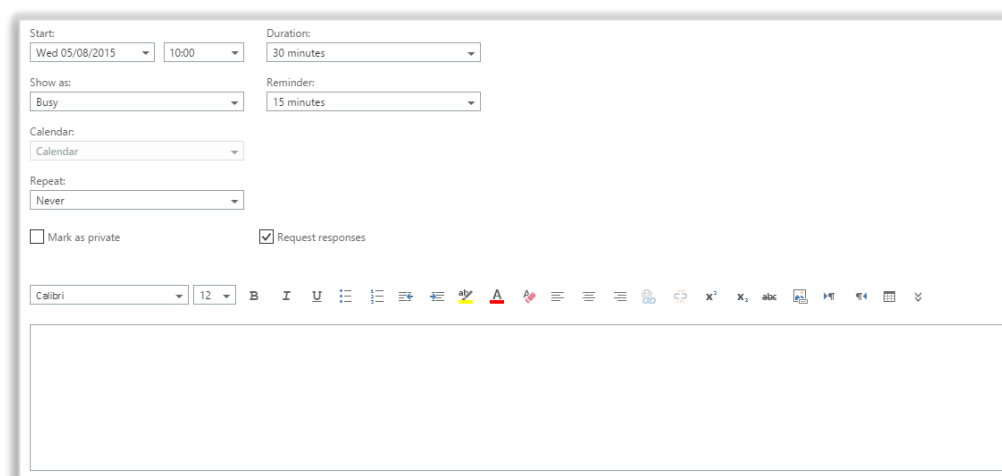 Start:
Duration:
Wed 05/08/2015
10:00
30 minutes
Show as:
Reminder:
Busy
15 minutes
Calendar:
Calendar
Repeat:
Never
Mark as private
Request responses
Calibri
12
B I U
ab
A
x²
x₂
abc